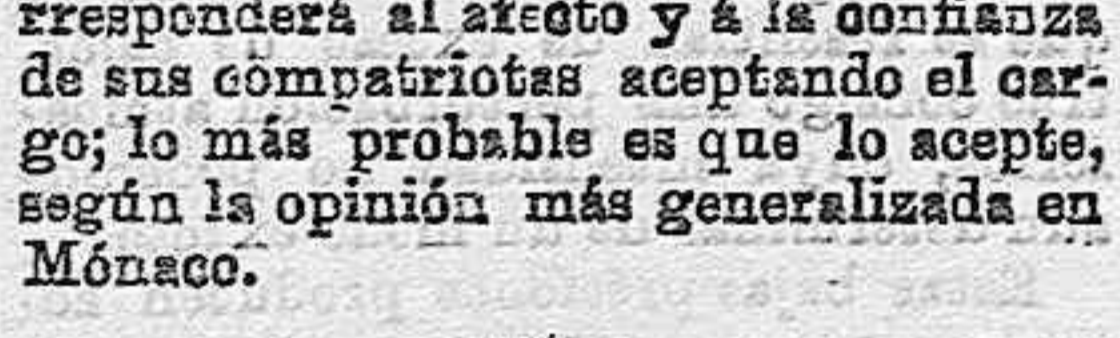 rresponderá al afecto y á la confianza
de sus compatriotas aceptando el car-
go; lo más probable es que lo acepte,
según la opinión más generalizada en
Mónaco.